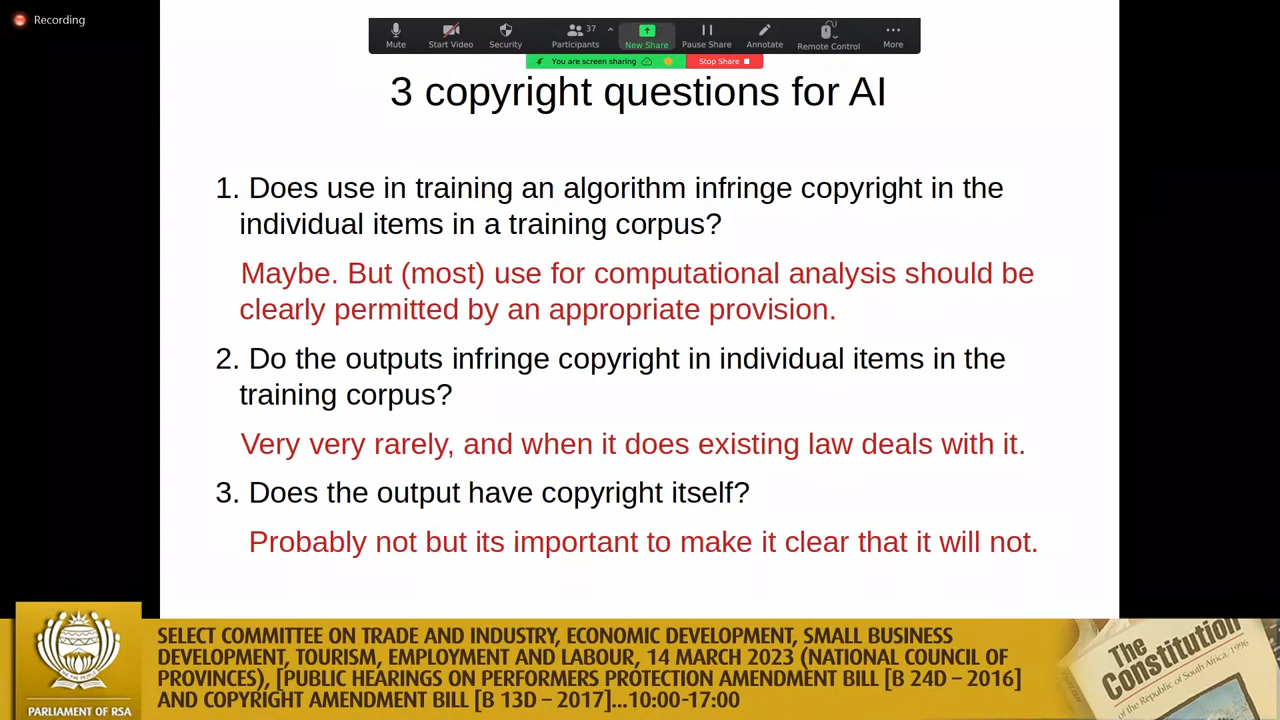 Recording
Mute
Start Video
Security
Participants
37
New Share
Pause Share
Annotate
Remote Control
More
You are screen sharing
Stop Share
3 copyright questions for AI
1. Does use in training an algorithm infringe copyright in the
individual items in a training corpus?
Maybe. But (most) use for computational analysis should be
clearly permitted by an appropriate provision.
2. Do the outputs infringe copyright in individual items in the
training corpus?
Very very rarely, and when it does existing law deals with it.
3. Does the output have copyright itself?
Probably not but its important to make it clear that it will not.
SELECT COMMITTEE ON TRADE AND INDUSTRY, ECONOMIC DEVELOPMENT, SMALL BUSINESS
DEVELOPMENT, TOURISM, EMPLOYMENT AND LABOUR, 14 MARCH 2023 (NATIONAL COUNCIL OF
PROVINCES), [PUBLIC HEARINGS ON PERFORMERS PROTECTION AMENDMENT BILL [B 24D – 2016]
AND COPYRIGHT AMENDMENT BILL [B 13D – 2017]...10:00-17:00
PARLIAMENT OF RSA
The
Constitution
of the Republic of South Africa, 1996